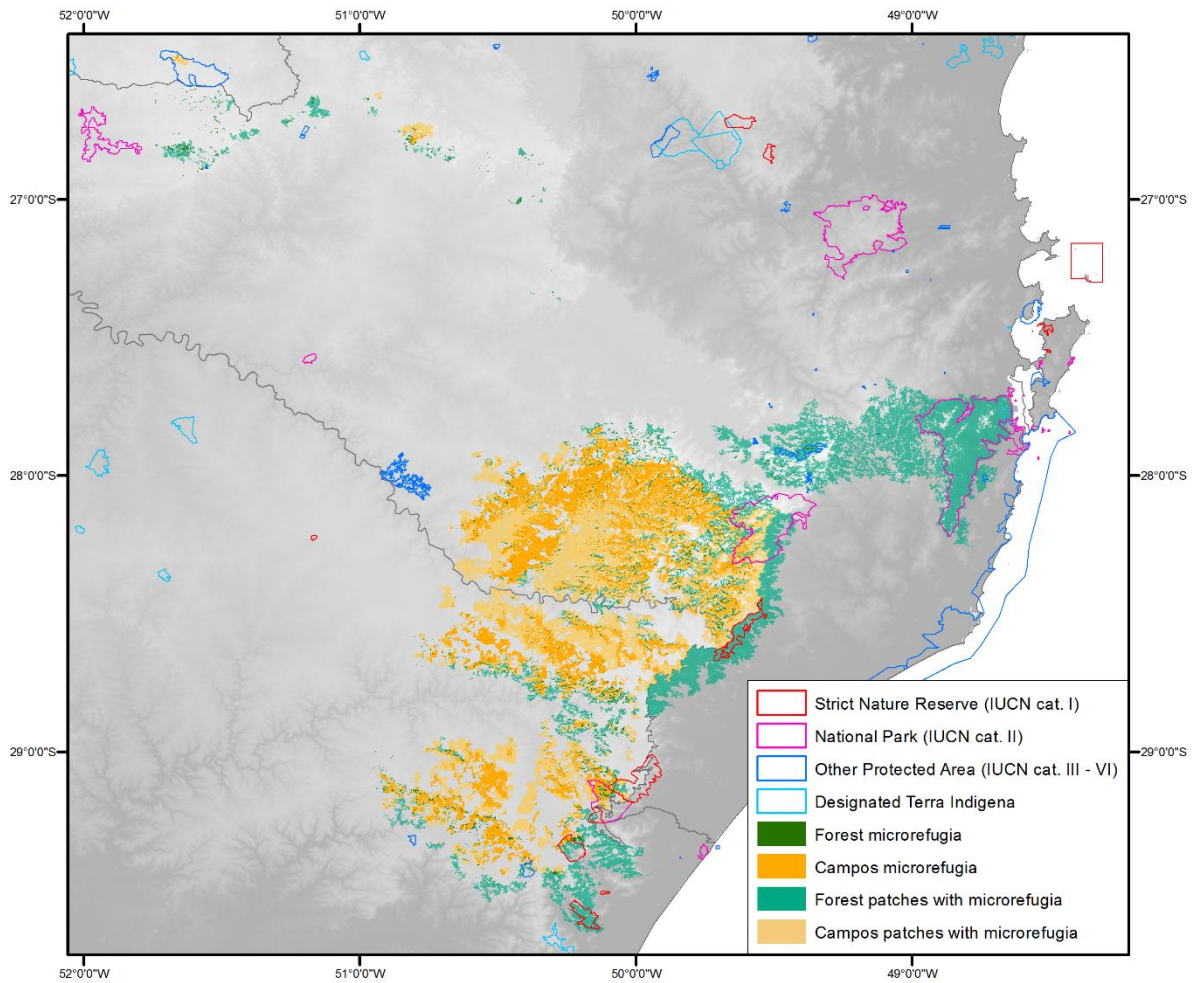 52°0'0"W 51°0'0"W 50°0'0"W 49°0'0"W
27°0'0"S 27°0'0"S
28°0'0"S 28°0'0"S
29°0'0"S 29°0'0"S
Strict Nature Reserve (IUCN cat. I)
National Park (IUCN cat. II)
Other Protected Area (IUCN cat. III - VI)
Designated Terra Indigena
Forest microrefugia
Campos microrefugia
Forest patches with microrefugia
Campos patches with microrefugia
52°0'0"W 51°0'0"W 50°0'0"W 49°0'0"W